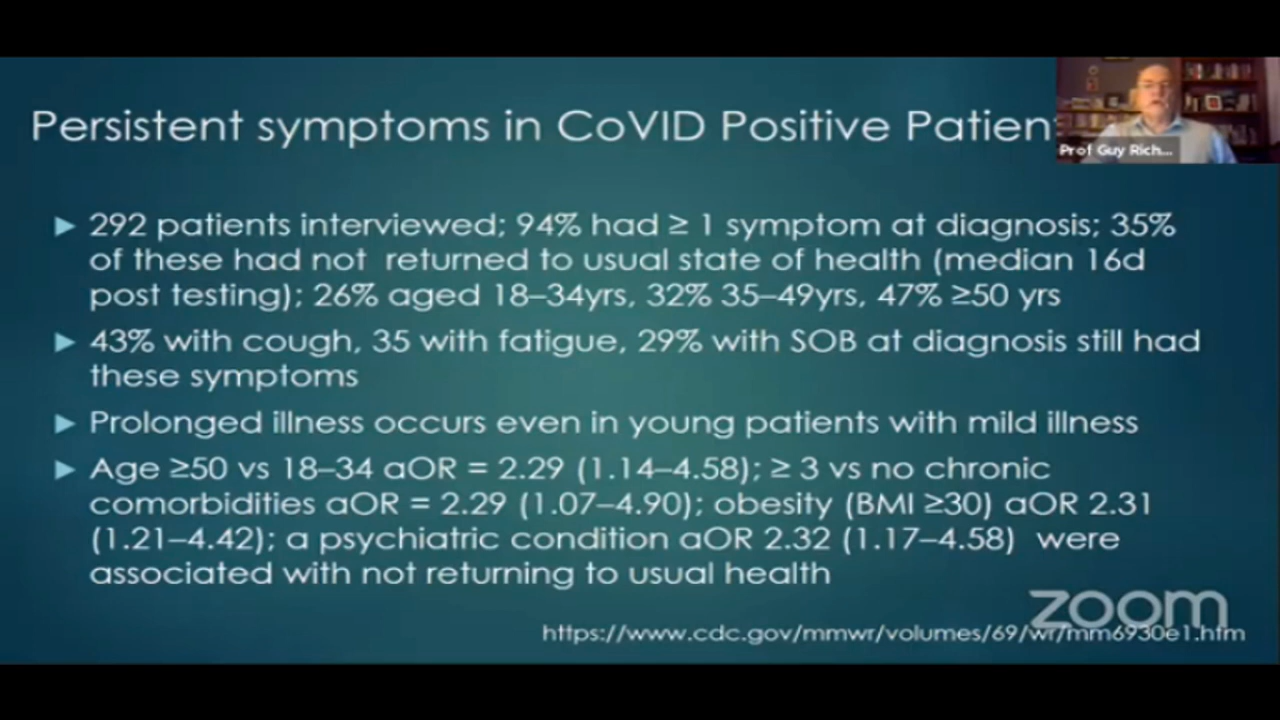 Persistent symptoms in CoVID Positive Patien
Prof Guy Rich...
292 patients interviewed; 94% had ≥ 1 symptom at diagnosis; 35%
of these had not returned to usual state of health (median 16d
post testing); 26% aged 18–34yrs, 32% 35–49yrs, 47% ≥50 yrs
43% with cough, 35 with fatigue, 29% with SOB at diagnosis still had
these symptoms
Prolonged illness occurs even in young patients with mild illness
Age ≥50 vs 18–34 aOR = 2.29 (1.14–4.58); ≥ 3 vs no chronic
comorbidities aOR = 2.29 (1.07–4.90); obesity (BMI ≥30) aOR 2.31
(1.21–4.42); a psychiatric condition aOR 2.32 (1.17–4.58) were
associated with not returning to usual health
zoom
https://www.cdc.gov/mmwr/volumes/69/wr/mm6930e1.htm